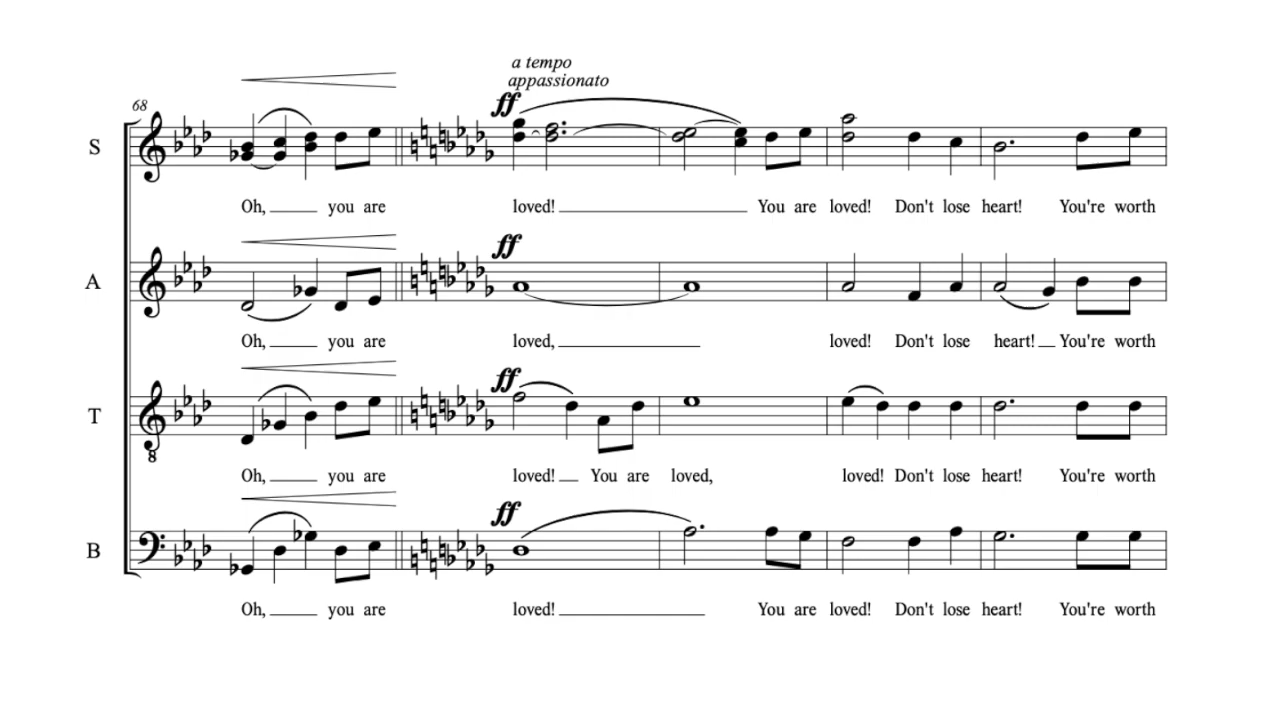 a tempo
appassionato
68
ff
S
Oh, you are loved! You are loved! Don't lose heart! You're worth
ff
A
Oh, you are loved, loved! Don't lose heart! You're worth
ff
T
8
Oh, you are loved! You are loved, loved! Don't lose heart! You're worth
ff
B
Oh, you are loved! You are loved! Don't lose heart! You're worth